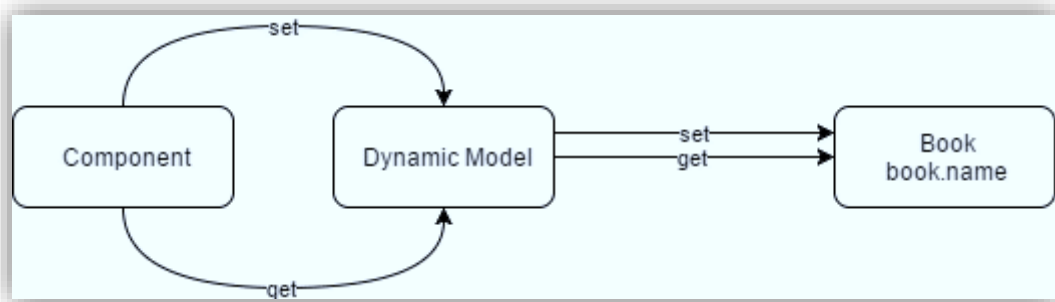 set
Component
Dynamic Model
set
get
Book
book.name
get